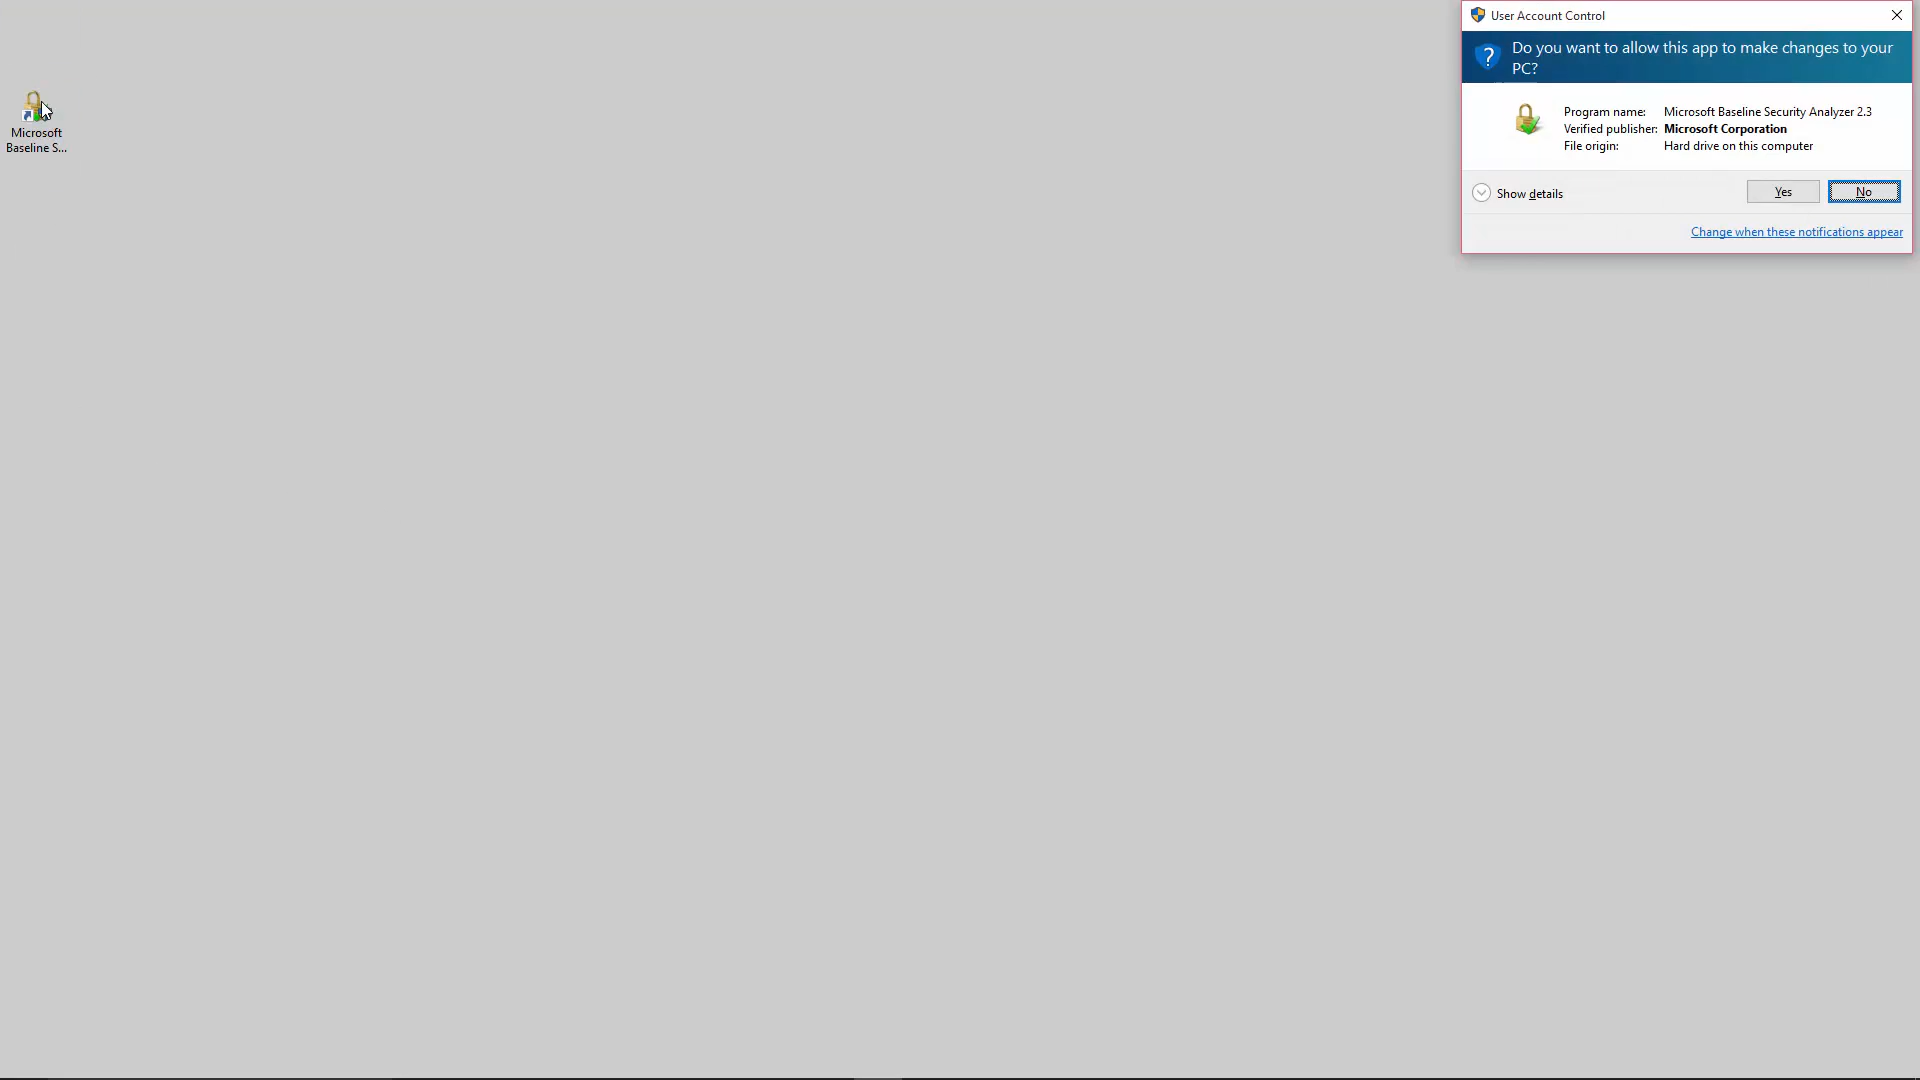 Microsoft
Baseline S...
User Account Control
Do you want to allow this app to make changes to your
PC?
Program name: Microsoft Baseline Security Analyzer 2.3
Verified publisher: Microsoft Corporation
File origin: Hard drive on this computer
Show details
Yes
No
Change when these notifications appear